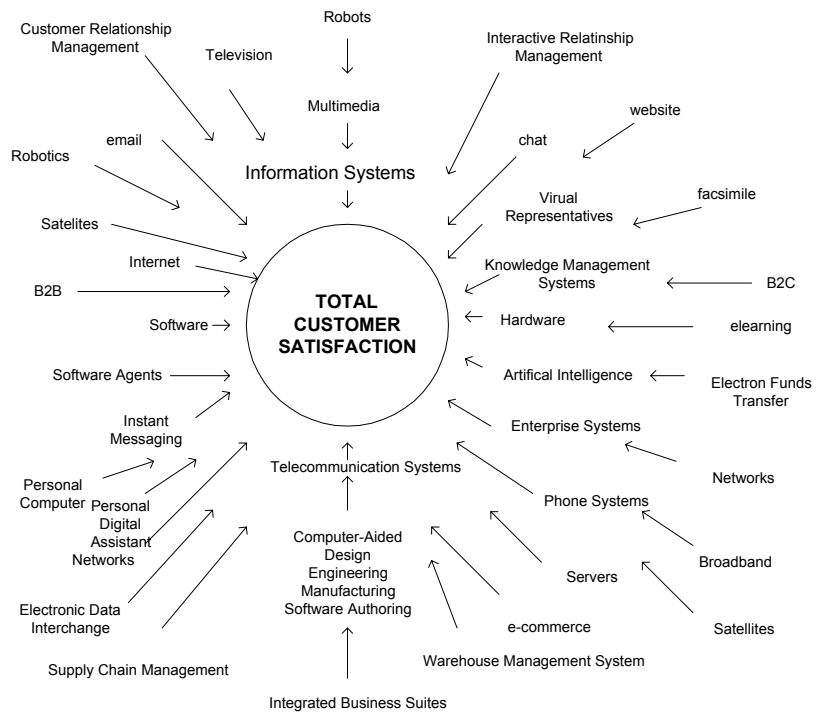 Robots
Customer Relationship
Management
Television
Interactive Relatinship
Management
Multimedia
website
email
chat
Robotics
Information Systems
Virual
Representatives
facsimile
Satelites
Internet
Knowledge Management
Systems
B2C
B2B
TOTAL
CUSTOMER
SATISFACTION
Software
Hardware
elearning
Software Agents
Artifical Intelligence
Electron Funds
Transfer
Instant
Messaging
Enterprise Systems
Telecommunication Systems
Networks
Personal
Computer
Personal
Digital
Assistant
Networks
Phone Systems
Computer-Aided
Design
Engineering
Manufacturing
Software Authoring
Broadband
Servers
Electronic Data
Interchange
e-commerce
Satellites
Supply Chain Management
Warehouse Management System
Integrated Business Suites